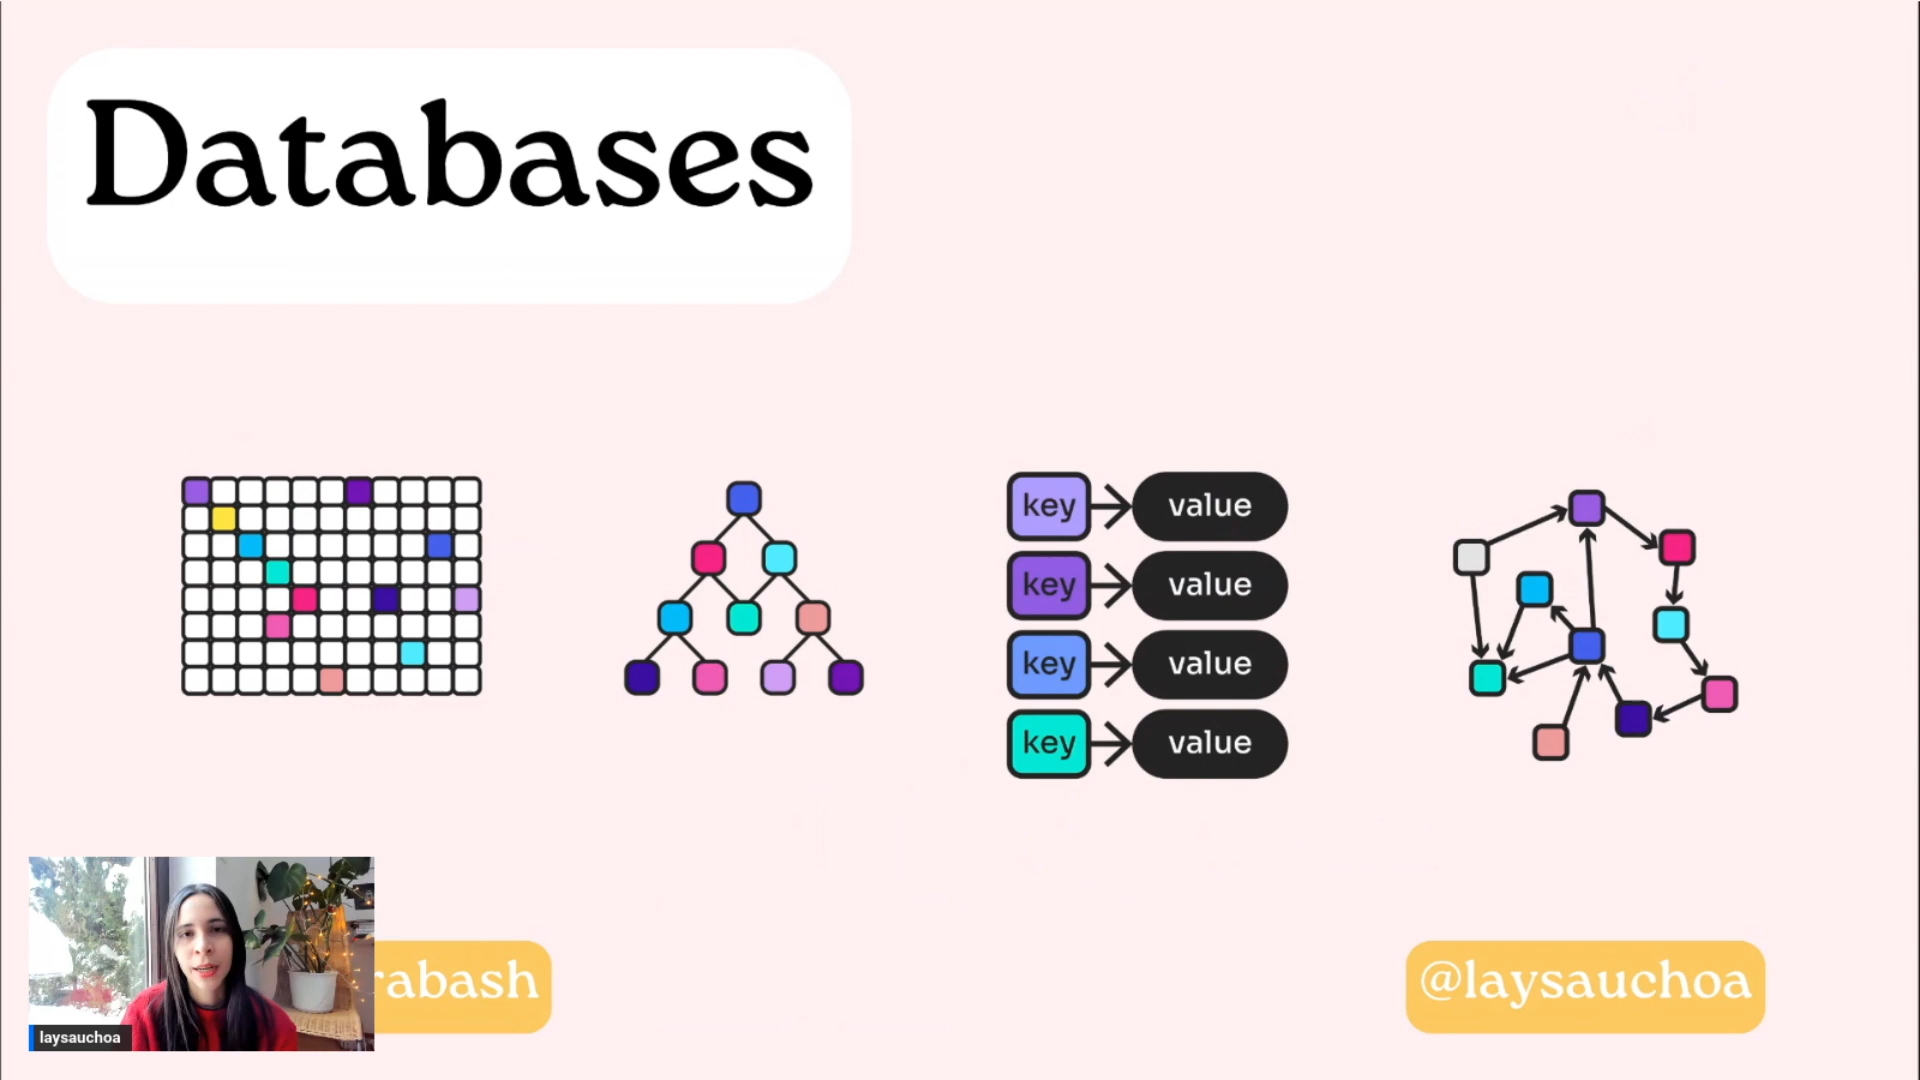 Databases
key value
key value
key value
key value
rabash
@laysauchoa
laysauchoa